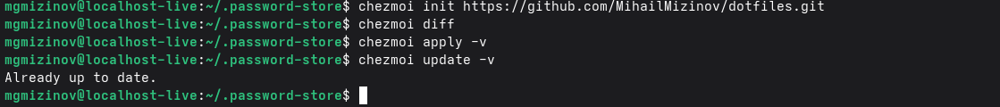 mgmizinov@localhost-live:~/.password-store$ chezmoi init https://github.com/MihailMizinov/dotfiles.git
mgmizinov@localhost-live:~/.password-store$ chezmoi diff
mgmizinov@localhost-live:~/.password-store$ chezmoi apply -v
mgmizinov@localhost-live:~/.password-store$ chezmoi update -v
Already up to date.
mgmizinov@localhost-live:~/.password-store$